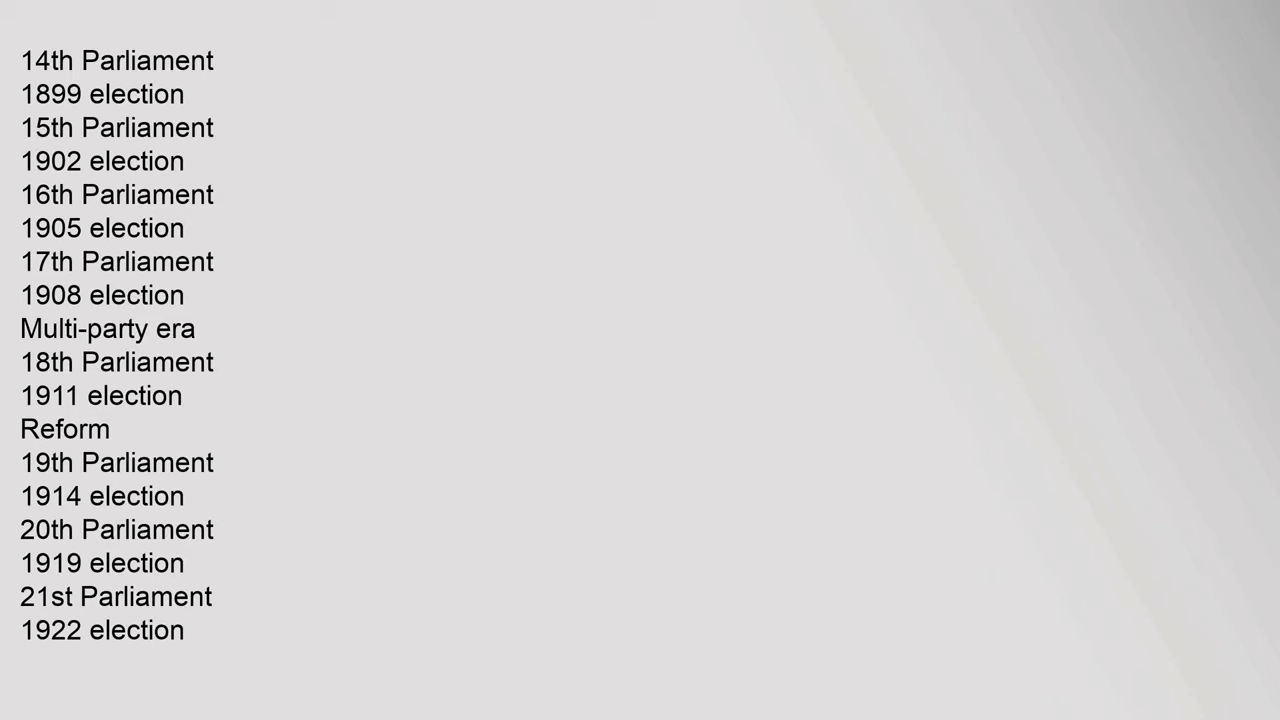 14th Parliament
1899 election
15th Parliament
1902 election
16th Parliament
1905 election
17th Parliament
1908 election
Multi-party era
18th Parliament
1911 election
Reform
19th Parliament
1914 election
20th Parliament
1919 election
21st Parliament
1922 election